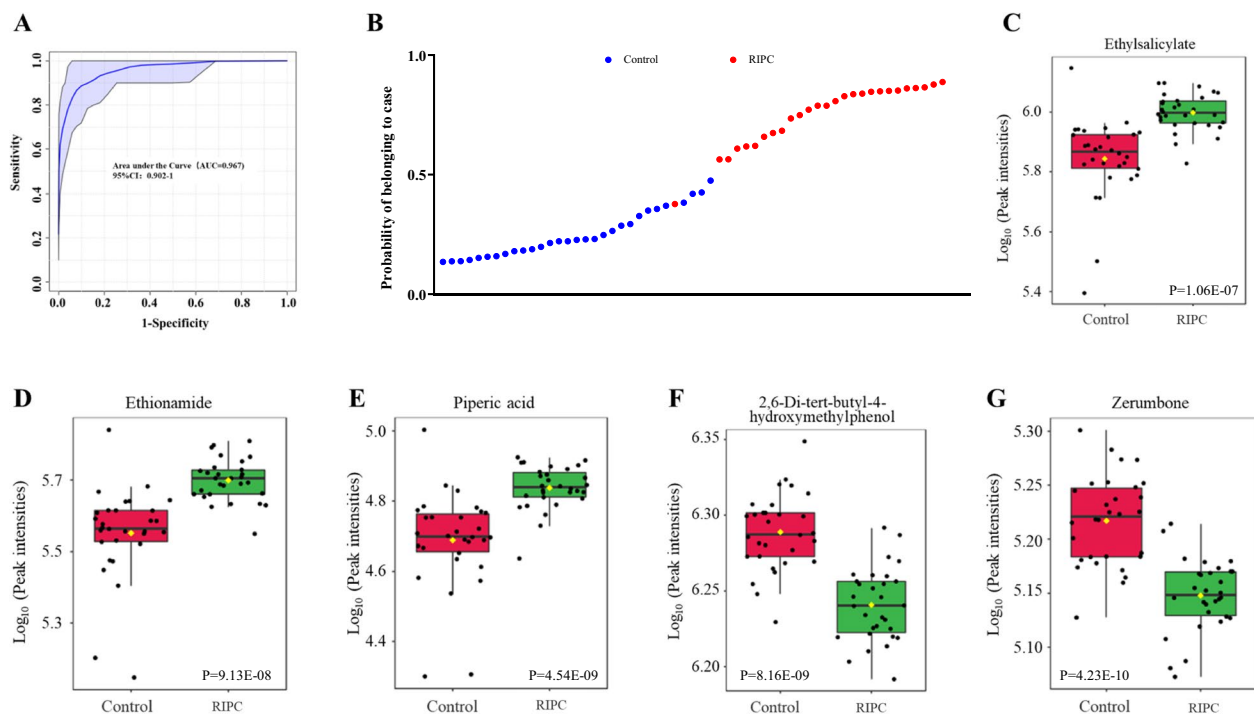 A
1.0
0.8
0.6
0.4
0.2
0.0
Sensitivity
Area under the Curve（AUC=0.967)
95%CI：0.902-1
0.0
0.2
0.4
0.6
0.8
1.0
1-Specificity
B
Control
RIPC
1.0
0.5
0.0
Probability of belonging to case
C
Ethylsalicylate
6.0
5.8
5.6
5.4
Log10 (Peak intensities)
P=1.06E-07
Control
RIPC
D
Ethionamide
5.7
5.5
5.3
Log10 (Peak intensities)
P=9.13E-08
Control
RIPC
E
Piperic acid
5.0
4.8
4.6
4.4
Log10 (Peak intensities)
P=4.54E-09
Control
RIPC
F
2,6-Di-tert-butyl-4-
hydroxymethylphenol
6.35
6.30
6.25
6.20
Log10 (Peak intensities)
P=8.16E-09
Control
RIPC
G
Zerumbone
5.30
5.25
5.20
5.15
5.10
Log10 (Peak intensities)
P=4.23E-10
Control
RIPC